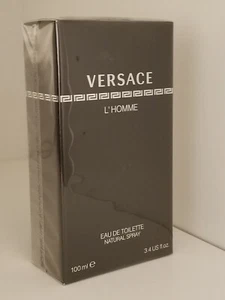 VERSACE
L'HOMME
EAU DE TOILETTE
NATURAL SPRAY
100 ml e 3.4 US fl. oz.